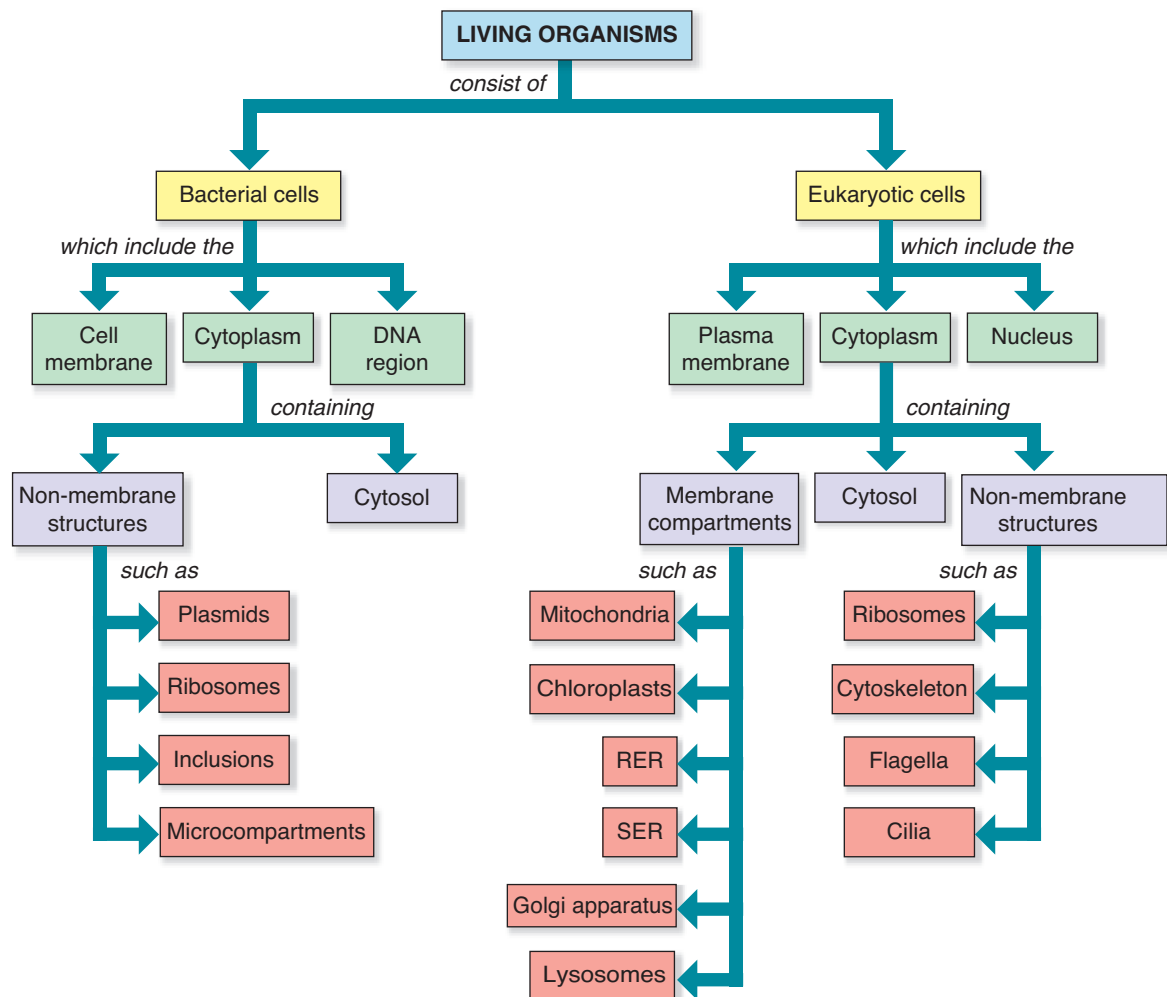 LIVING ORGANISMS
consist of
Bacterial cells
Eukaryotic cells
which include the
which include the
Cell
membrane
Cytoplasm
DNA
region
Plasma
membrane
Cytoplasm
Nucleus
containing
containing
Non-membrane
structures
Cytosol
Membrane
compartments
Cytosol
Non-membrane
structures
such as
such as
such as
Plasmids
Ribosomes
Inclusions
Microcompartments
Mitochondria
Chloroplasts
RER
SER
Golgi apparatus
Lysosomes
Ribosomes
Cytoskeleton
Flagella
Cilia